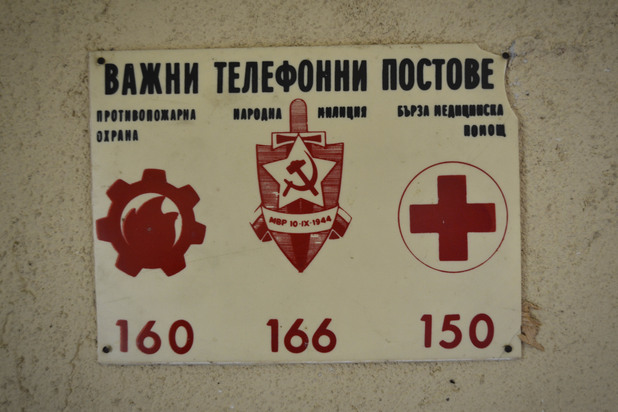 ВАЖНИ ТЕЛЕФОННИ ПОСТОВЕ
ПРОТИВОПОЖАРНА
ОХРАНА
НАРОДНА МИЛИЦИЯ
БЪРЗА МЕДИЦИНСКА
ПОМОЩ
МВР 10·IX·1944
160
166
150